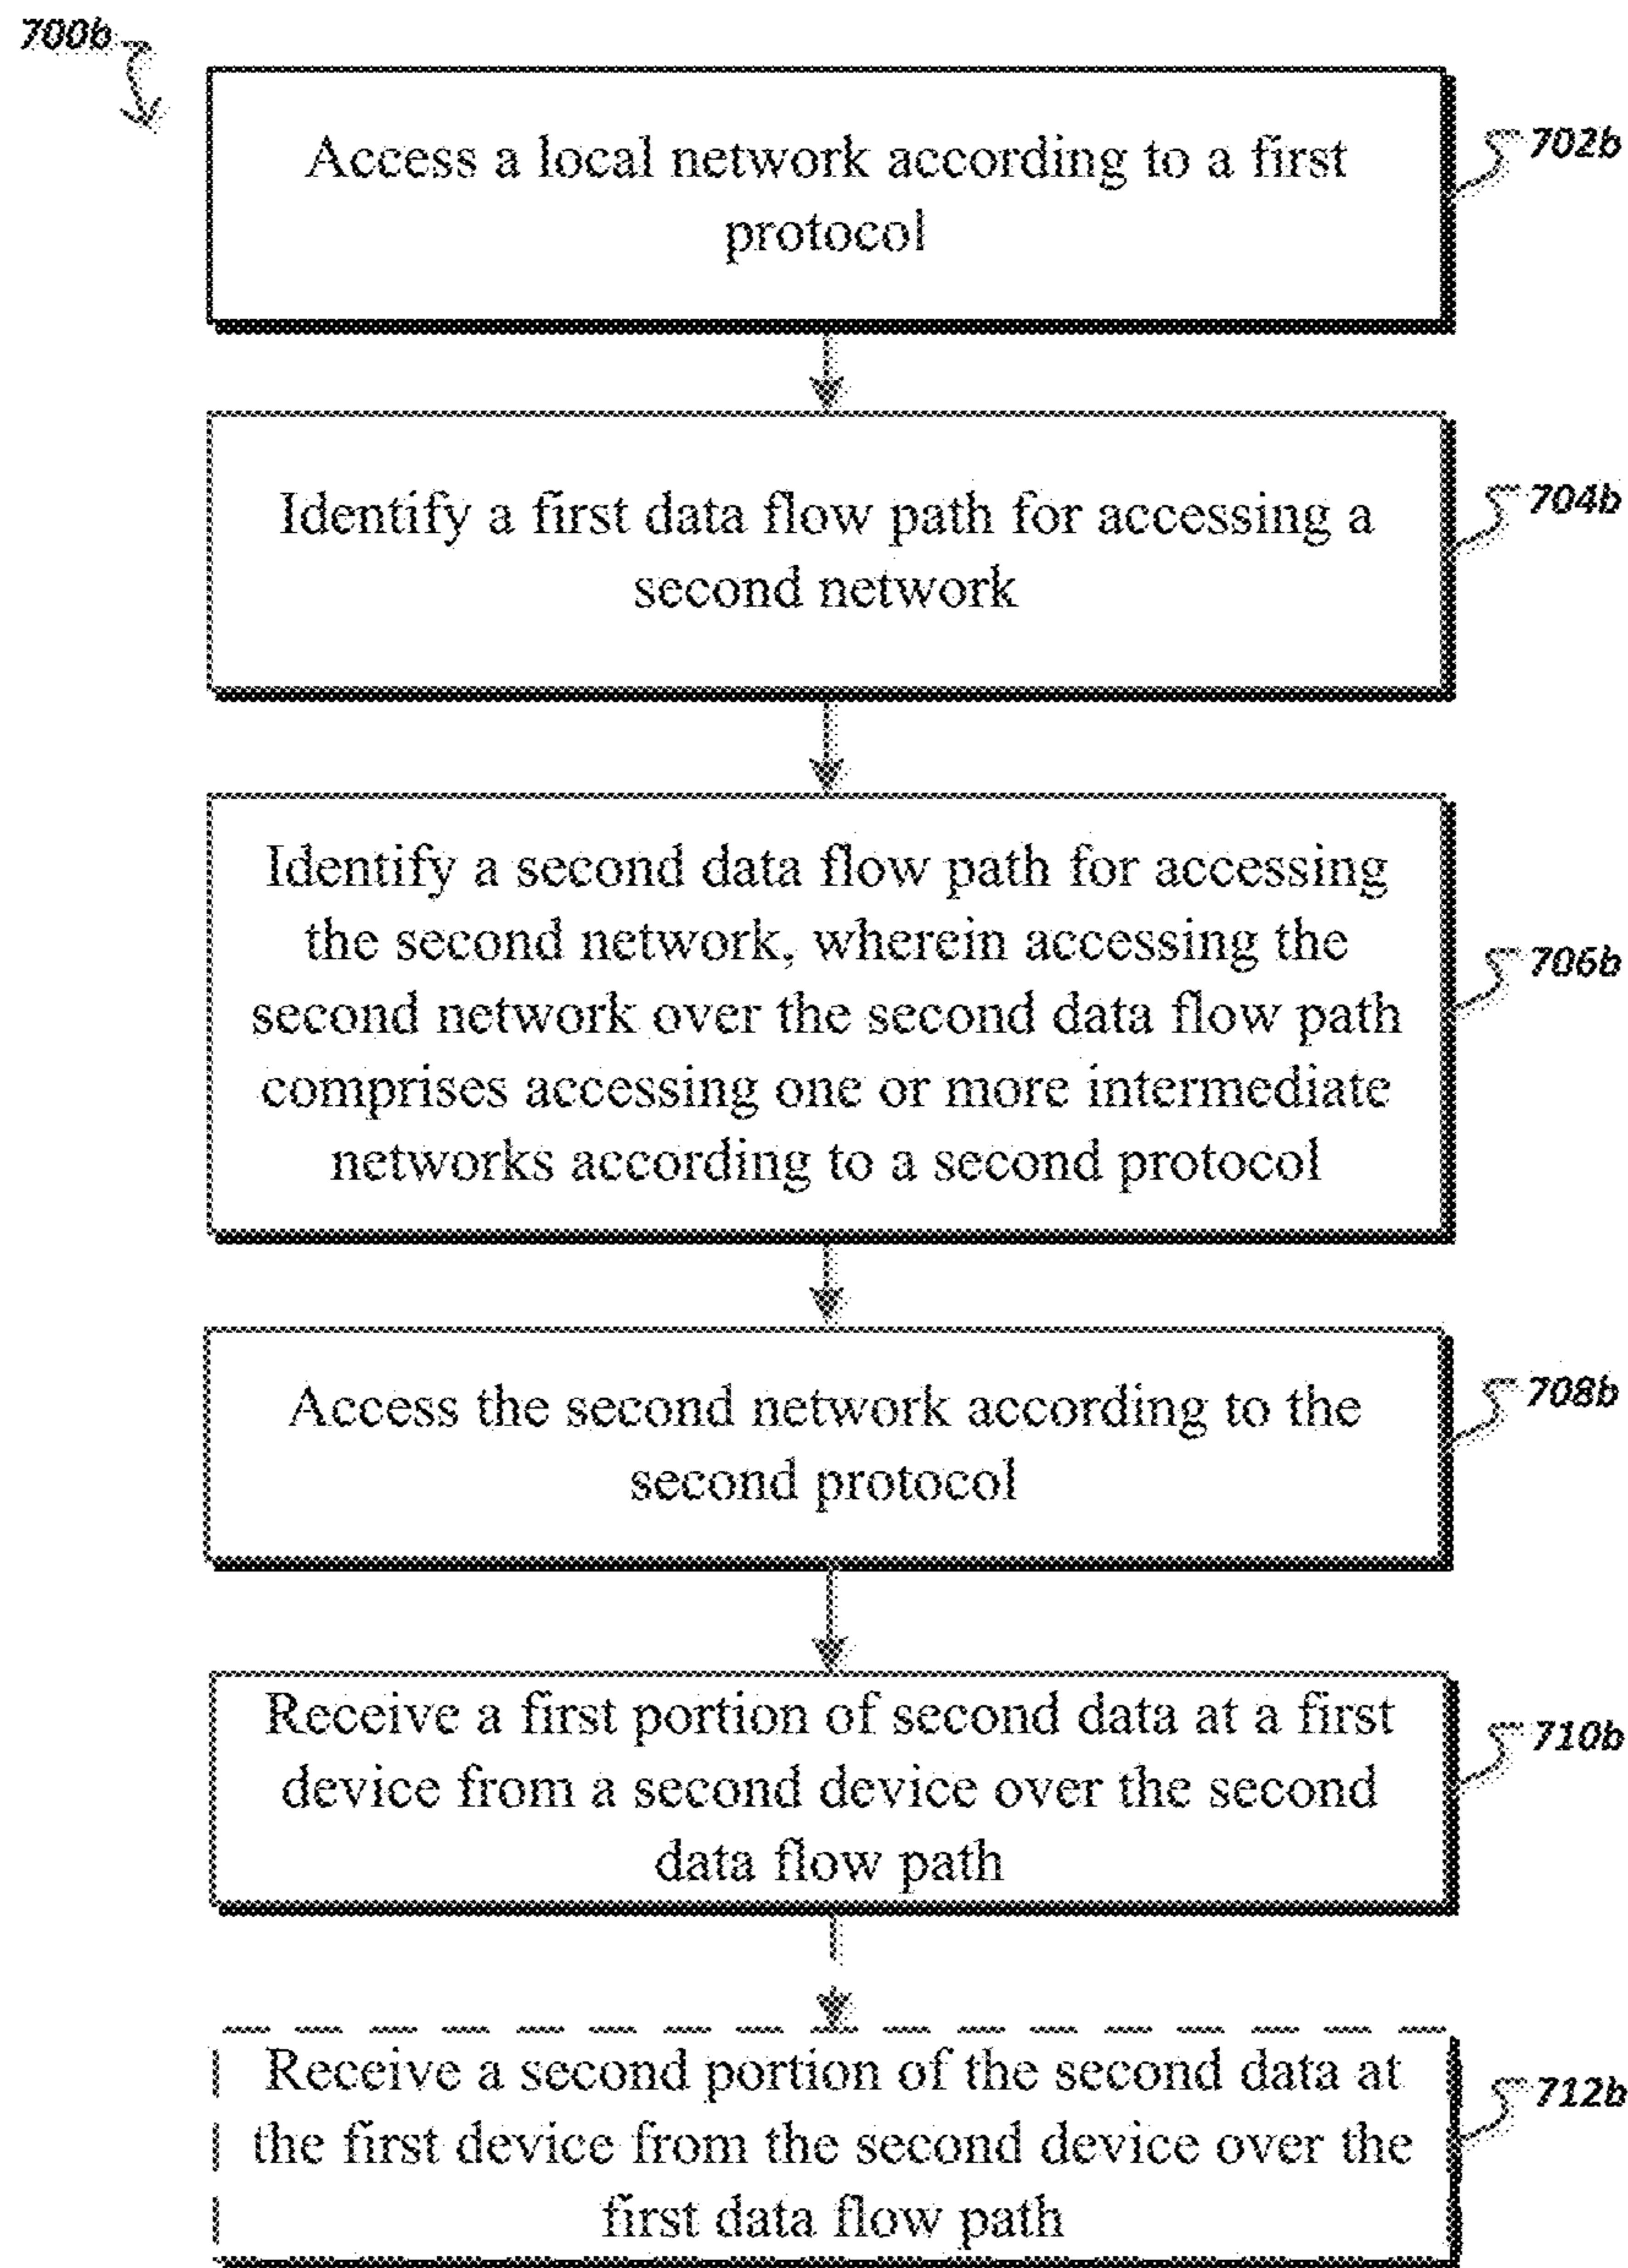 700b
Access a local network according to a first
protocol
702b
Identify a first data flow path for accessing a
second network
704b
Identify a second data flow path for accessing
the second network, wherein accessing the
second network over the second data flow path
comprises accessing one or more intermediate
networks according to a second protocol
706b
Access the second network according to the
second protocol
708b
Receive a first portion of second data at a first
device from a second device over the second
data flow path
710b
Receive a second portion of the second data at
the first device from the second device over the
first data flow path
712b